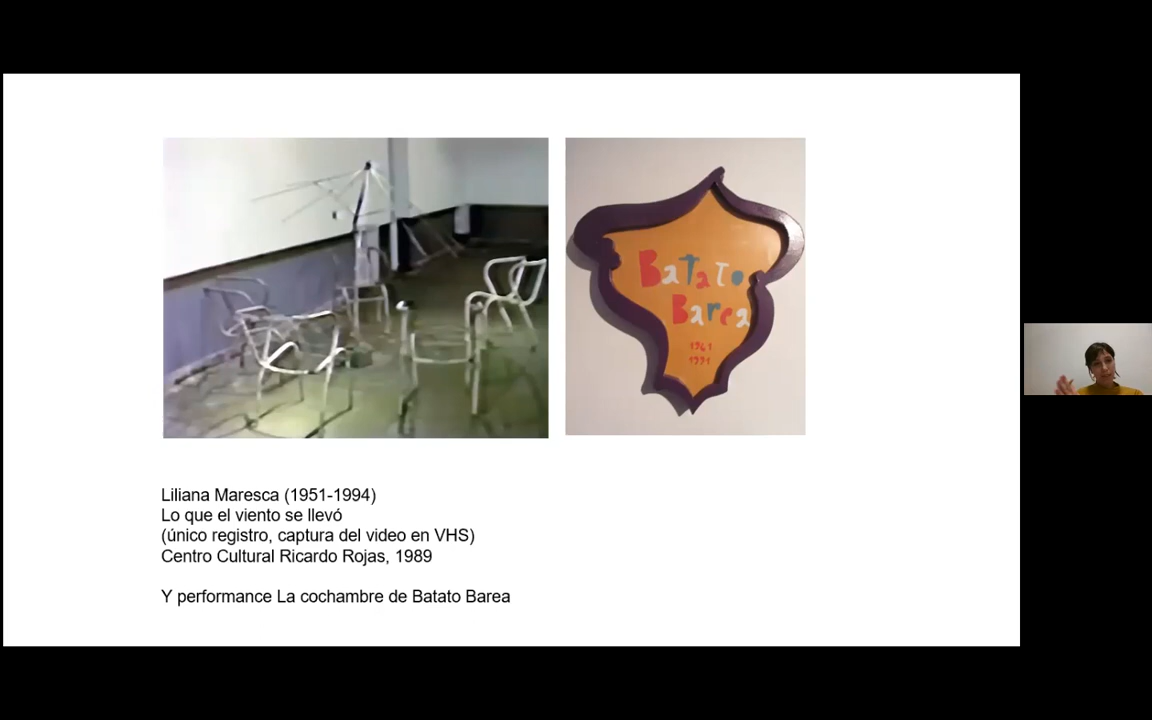 Batato
Barea
1961
1991
Liliana Maresca (1951-1994)
Lo que el viento se llevó
(único registro, captura del video en VHS)
Centro Cultural Ricardo Rojas, 1989
Y performance La cochambre de Batato Barea